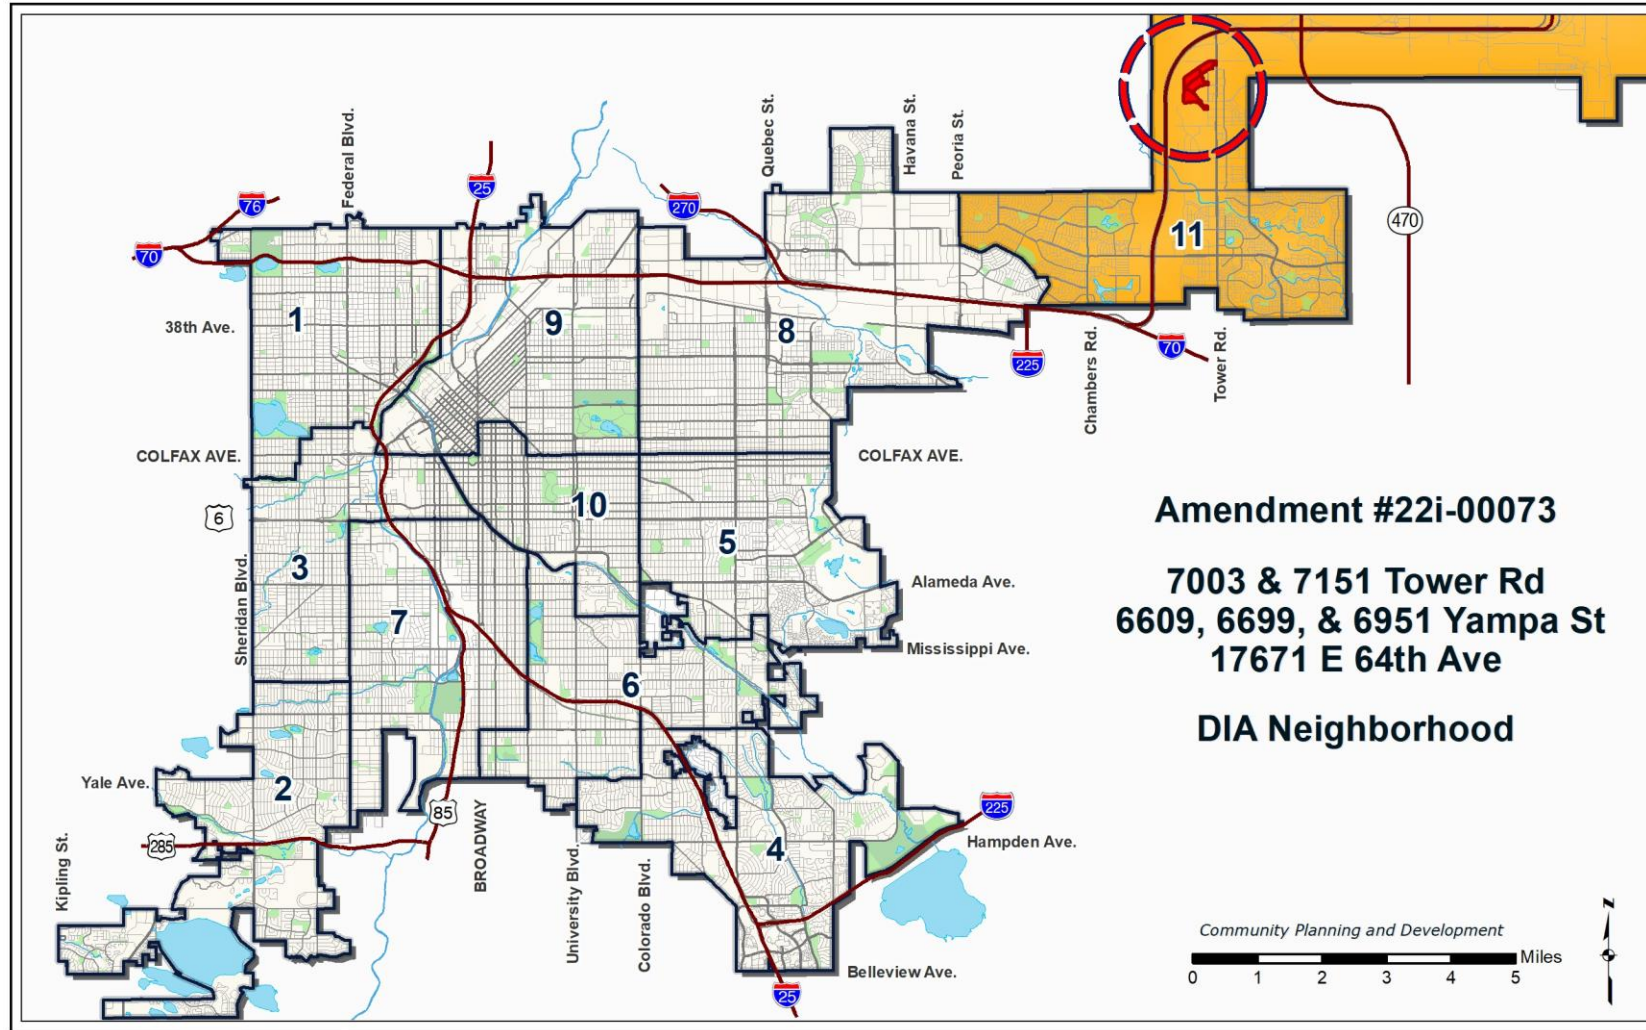 Federal Blvd.
Quebec St.
Havana St.
Peoria St.
76
25
270
70
470
11
1
9
8
38th Ave.
225
70
Chambers Rd.
Tower Rd.
COLFAX AVE.
COLFAX AVE.
6
10
5
3
Sheridan Blvd.
7
Alameda Ave.
Mississippi Ave.
6
Amendment #22i-00073
7003 & 7151 Tower Rd
6609, 6699, & 6951 Yampa St
17671 E 64th Ave
DIA Neighborhood
Yale Ave.
2
85
285
BROADWAY
225
Hampden Ave.
4
Kipling St.
University Blvd.
Colorado Blvd.
Belleview Ave.
25
Community Planning and Development
Miles
0 1 2 3 4 5
N